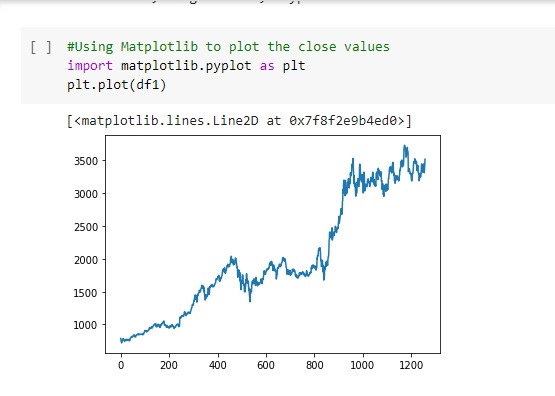 [ ] #Using Matplotlib to plot the close values
import matplotlib.pyplot as plt
plt.plot(df1)
[<matplotlib.lines.Line2D at 0x7f8f2e9b4ed0>]
3500
3000
2500
2000
1500
1000
0 200 400 600 800 1000 1200